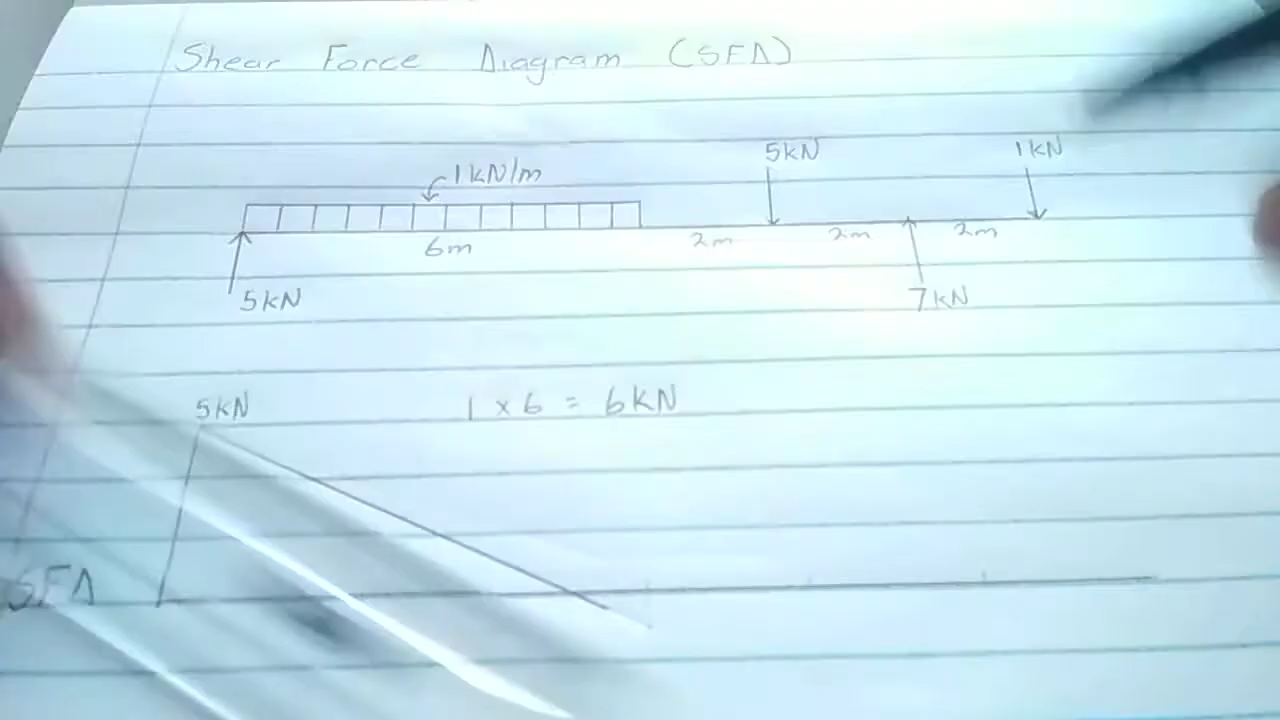 Shear Force Diagram (SFD)
5kN 1kN
1kN/m
6m 2m 2m 2m
5kN 7kN
5kN 1 x 6 = 6kN
SFD